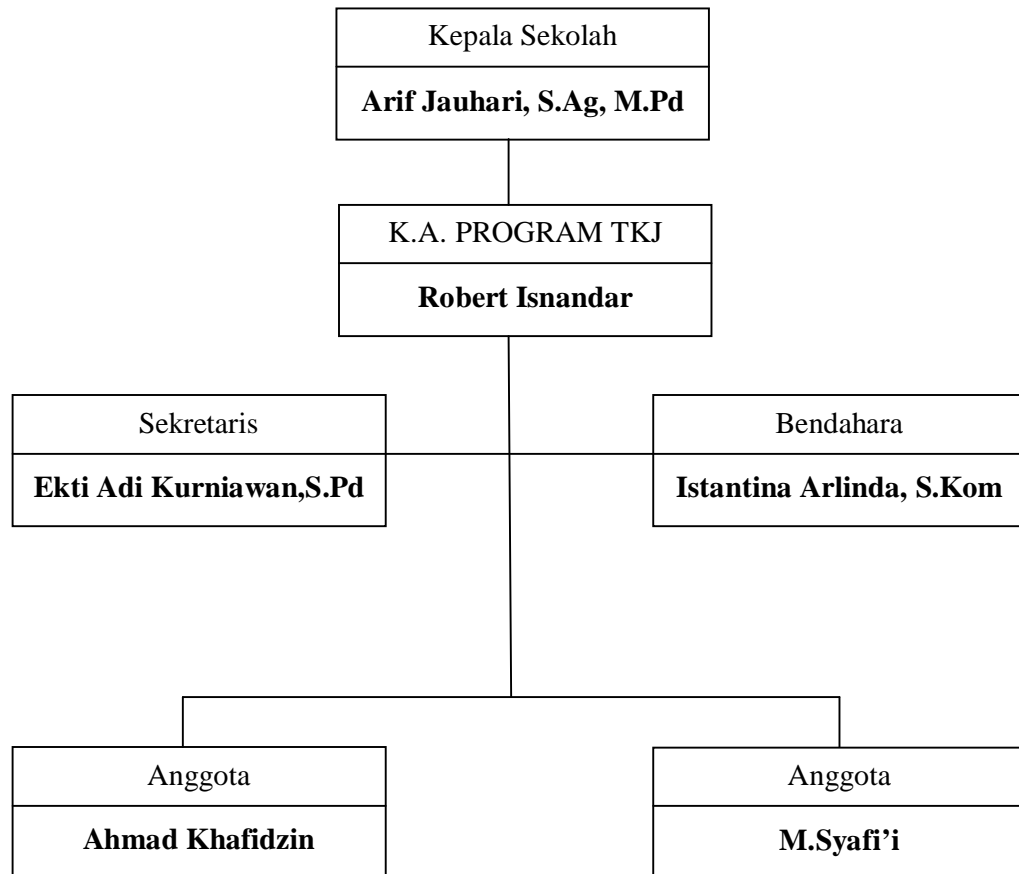 Kepala Sekolah
Arif Jauhari, S.Ag, M.Pd
K.A. PROGRAM TKJ
Robert Isnandar
Sekretaris
Ekti Adi Kurniawan,S.Pd
Bendahara
Istantina Arlinda, S.Kom
Anggota
Ahmad Khafidzin
Anggota
M.Syafi’i